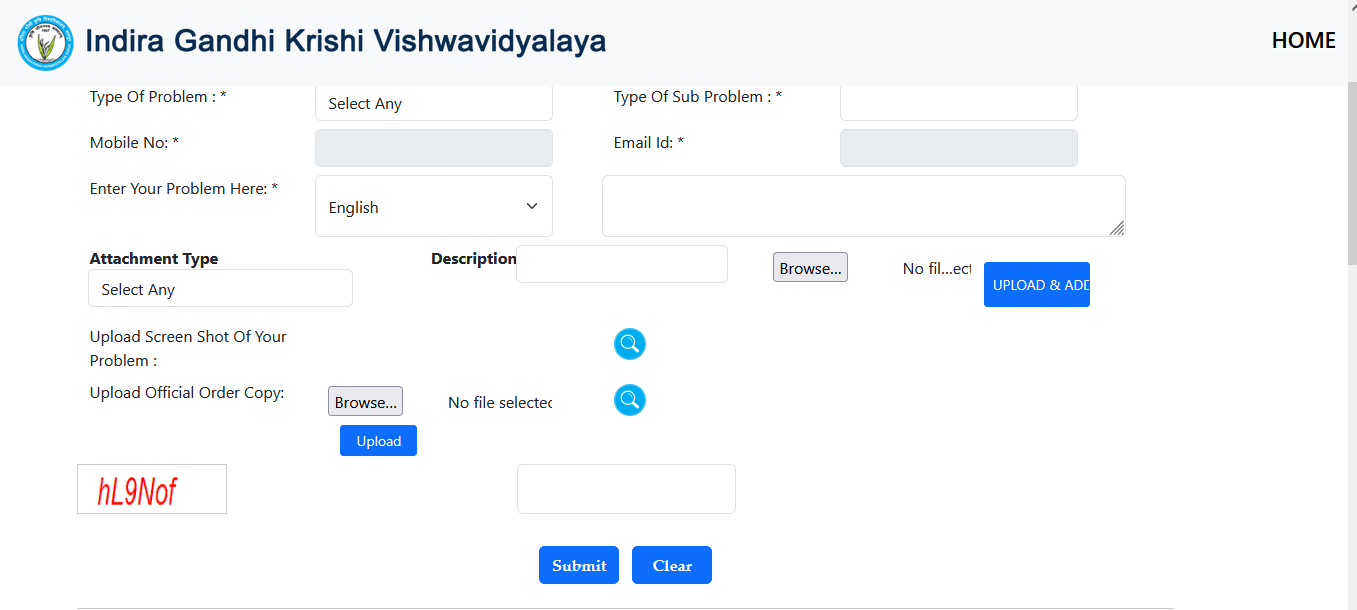 Indira Gandhi Krishi Vishwavidyalaya
HOME
Type Of Problem : *
Select Any
Type Of Sub Problem : *
Mobile No: *
Email Id: *
Enter Your Problem Here: *
English
Attachment Type
Description
Browse...
No fil...ect
UPLOAD & ADD
Select Any
Upload Screen Shot Of Your
Problem :
Upload Official Order Copy:
Browse...
No file selected
Upload
hL9Nof
Submit
Clear